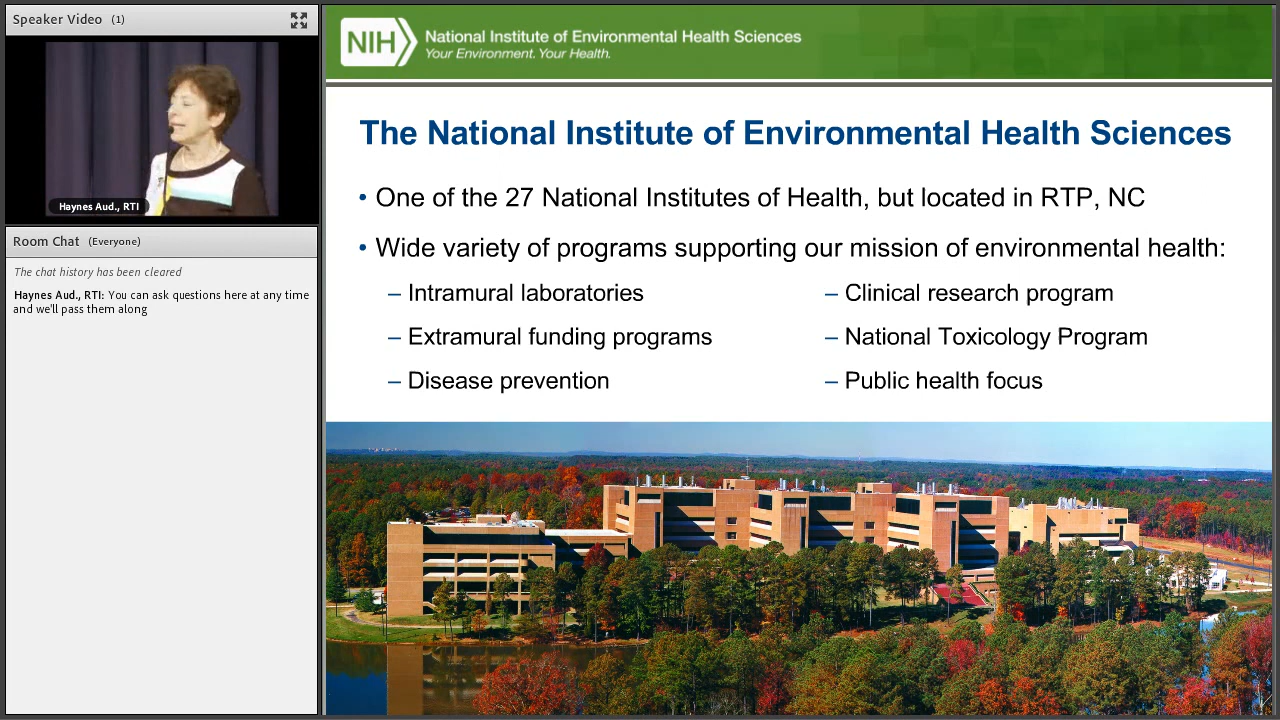 Speaker Video (1)
Haynes Aud., RTI
Room Chat (Everyone)
The chat history has been cleared
Haynes Aud., RTI: You can ask questions here at any time
and we'll pass them along
NIH
National Institute of Environmental Health Sciences
Your Environment. Your Health.
The National Institute of Environmental Health Sciences
• One of the 27 National Institutes of Health, but located in RTP, NC
• Wide variety of programs supporting our mission of environmental health:
– Intramural laboratories
– Extramural funding programs
– Disease prevention
– Clinical research program
– National Toxicology Program
– Public health focus